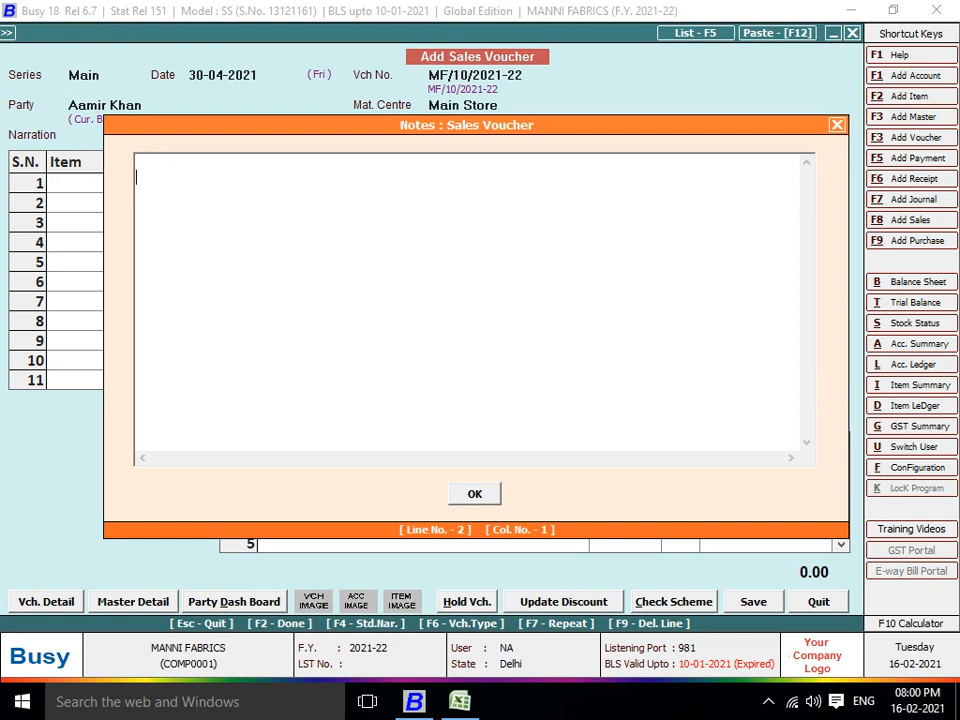 Busy 18 Rel 6.7 | Stat Rel 151 | Model : SS (S.No. 13121161) | BLS upto 10-01-2021 | Global Edition | MANNI FABRICS (F.Y. 2021-22)
>> List - F5 Paste - [F12] Shortcut Keys
Add Sales Voucher
Series Main Date 30-04-2021 (Fri) Vch No. MF/10/2021-22
MF/10/2021-22
Party Aamir Khan Mat. Centre Main Store
(Cur. B
Narration
Notes : Sales Voucher
S.N. Item
1
2
3
4
5
6
7
8
9
10
11
OK
[ Line No. - 2 ] [ Col. No. - 1 ]
5
0.00
Vch. Detail Master Detail Party Dash Board VCH IMAGE ACC IMAGE ITEM IMAGE Hold Vch. Update Discount Check Scheme Save Quit
[ Esc - Quit ] [ F2 - Done ] [ F4 - Std.Nar. ] [ F6 - Vch.Type ] [ F7 - Repeat ] [ F9 - Del. Line ]
F1 Help
F1 Add Account
F2 Add Item
F3 Add Master
F3 Add Voucher
F5 Add Payment
F6 Add Receipt
F7 Add Journal
F8 Add Sales
F9 Add Purchase
B Balance Sheet
T Trial Balance
S Stock Status
A Acc. Summary
L Acc. Ledger
I Item Summary
D Item LeDger
G GST Summary
U Switch User
F ConFiguration
K LocK Program
Training Videos
GST Portal
E-way Bill Portal
F10 Calculator
Busy
MANNI FABRICS
(COMP0001)
F.Y. : 2021-22
LST No. :
User : NA
State : Delhi
Listening Port : 981
BLS Valid Upto : 10-01-2021 (Expired)
Your
Company
Logo
Tuesday
16-02-2021
Search the web and Windows
B
ENG
08:00 PM
16-02-2021